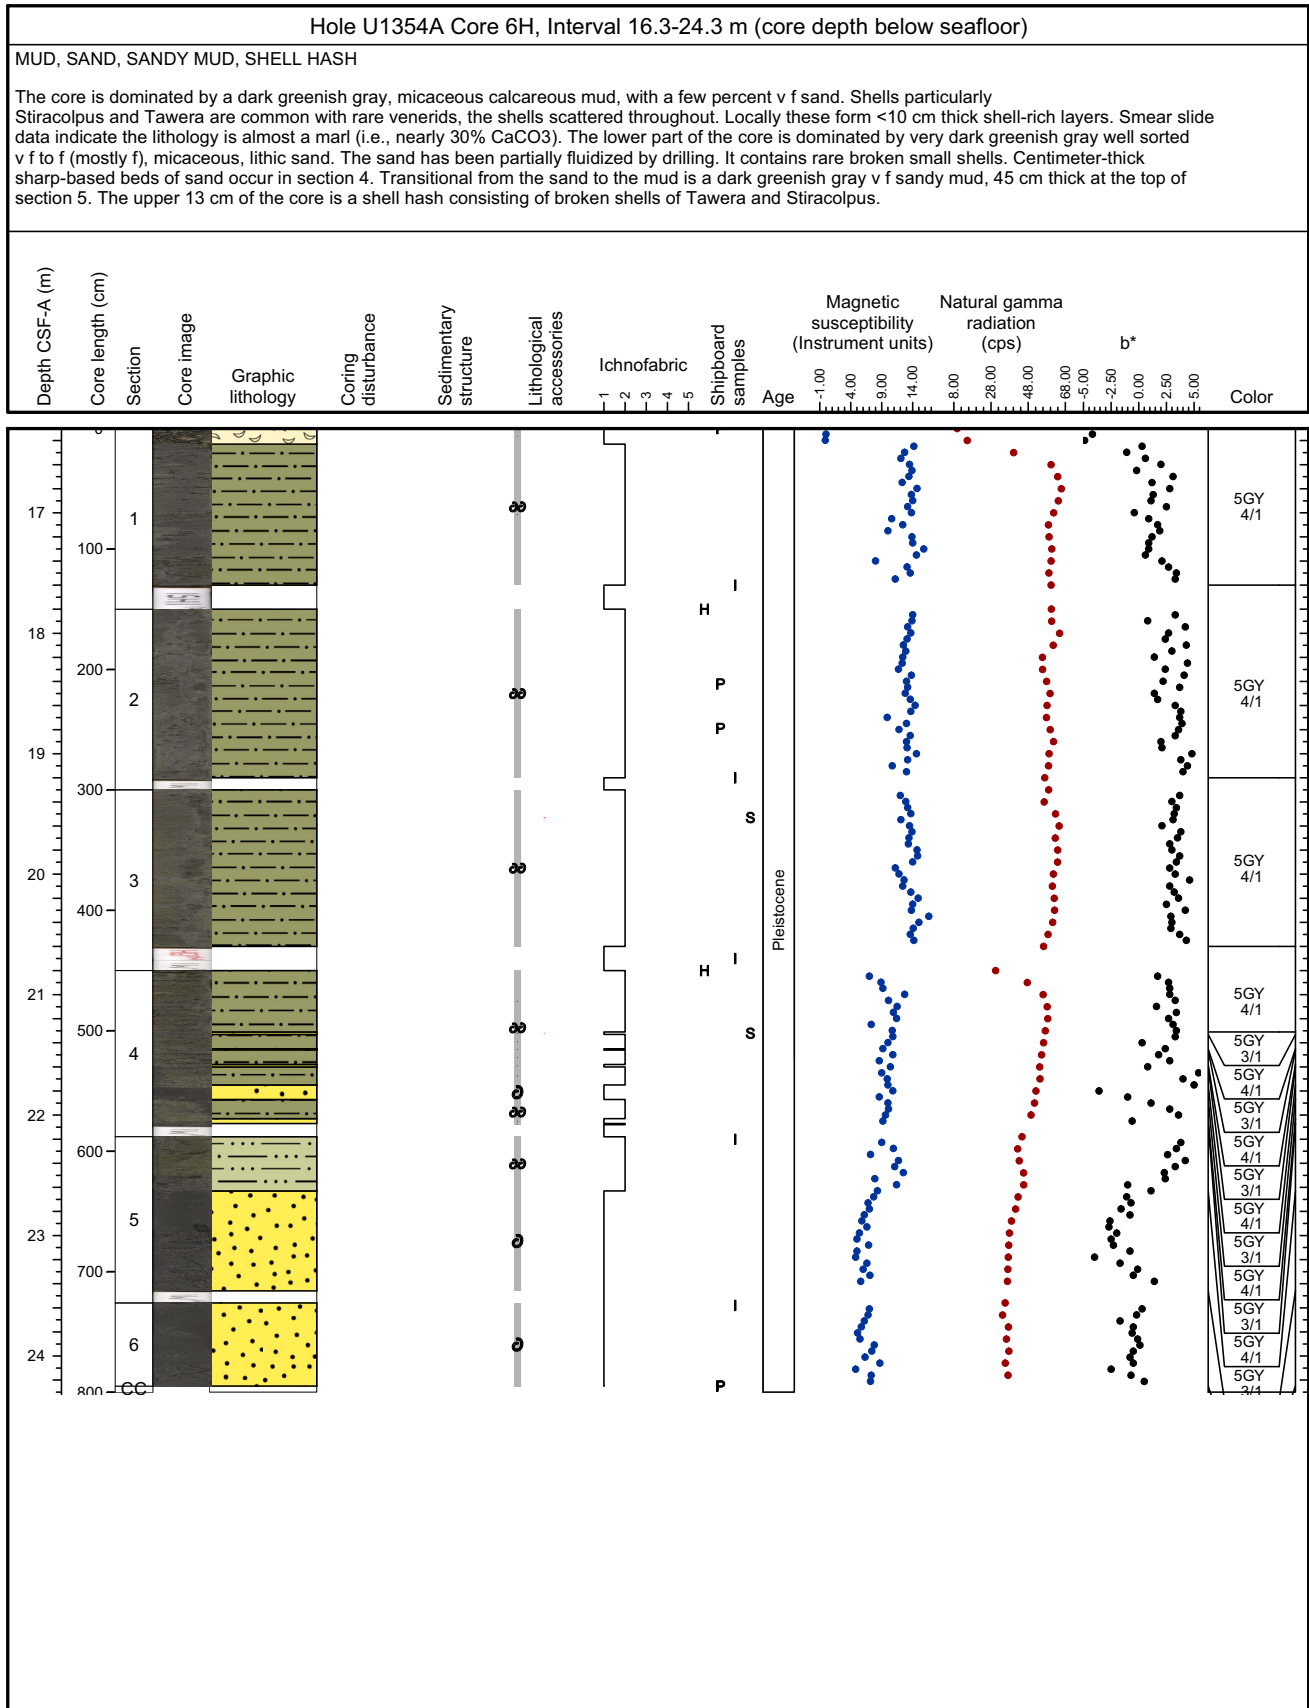 Hole U1354A Core 6H, Interval 16.3-24.3 m (core depth below seafloor)
MUD, SAND, SANDY MUD, SHELL HASH
The core is dominated by a dark greenish gray, micaceous calcareous mud, with a few percent v f sand. Shells particularly
Stiracolpus and Tawera are common with rare venerids, the shells scattered throughout. Locally these form <10 cm thick shell-rich layers. Smear slide
data indicate the lithology is almost a marl (i.e., nearly 30% CaCO3). The lower part of the core is dominated by very dark greenish gray well sorted
v f to f (mostly f), micaceous, lithic sand. The sand has been partially fluidized by drilling. It contains rare broken small shells. Centimeter-thick
sharp-based beds of sand occur in section 4. Transitional from the sand to the mud is a dark greenish gray v f sandy mud, 45 cm thick at the top of
section 5. The upper 13 cm of the core is a shell hash consisting of broken shells of Tawera and Stiracolpus.
Depth CSF-A (m)
Core length (cm)
Section
Core image
Graphic
lithology
Coring
disturbance
Sedimentary
structure
Lithological
accessories
Ichnofabric
1 2 3 4 5
Shipboard
samples
Age
Magnetic
susceptibility
(Instrument units)
-1.00 4.00 9.00 14.00
Natural gamma
radiation
(cps)
8.00 28.00 48.00 68.00
b*
-5.00 -2.50 0.00 2.50 5.00
Color
17
1
5GY
4/1
100
I
H
18
200
P
2
5GY
4/1
P
19
I
300
S
20
3
5GY
4/1
400
Pleistocene
I
H
21
5GY
4/1
500
S
4
5GY
3/1
5GY
4/1
22
5GY
3/1
600
I
5GY
4/1
5GY
3/1
5
23
5GY
4/1
5GY
3/1
700
5GY
4/1
I
5GY
3/1
6
24
5GY
4/1
5GY
3/1
CC
800
P